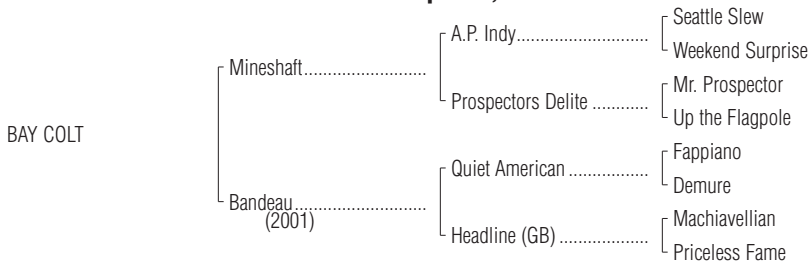 Seattle Slew
A.P. Indy..............................
Weekend Surprise
Mineshaft...........................
Mr. Prospector
Prospectors Delite .............
Up the Flagpole
BAY COLT
Fappiano
Quiet American ..................
Demure
Bandeau.............................
(2001)
Machiavellian
Headline (GB) ....................
Priceless Fame